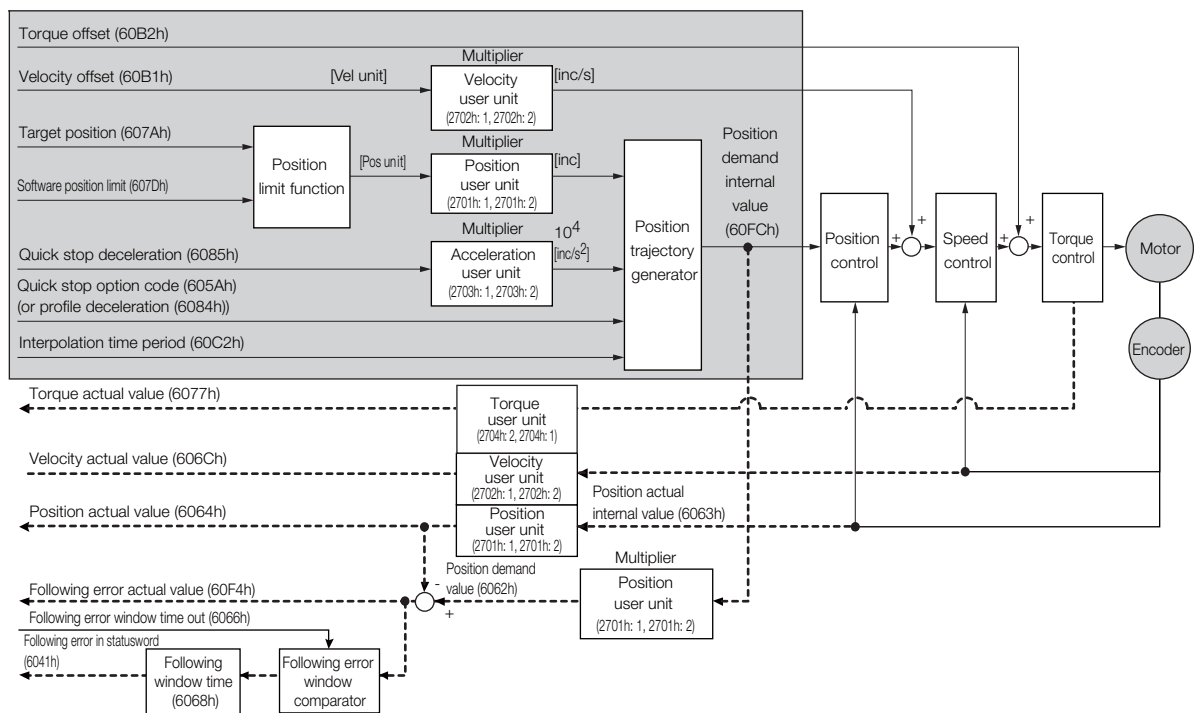 Torque offset (60B2h)
Velocity offset (60B1h)
[Vel unit]
Multiplier
Velocity
user unit
(2702h: 1, 2702h: 2)
[inc/s]
Target position (607Ah)
Software position limit (607Dh)
Position
limit function
[Pos unit]
Multiplier
Position
user unit
(2701h: 1, 2701h: 2)
[inc]
Quick stop deceleration (6085h)
Multiplier
Acceleration
user unit
(2703h: 1, 2703h: 2)
10⁴
[inc/s²]
Quick stop option code (605Ah)
(or profile deceleration (6084h))
Interpolation time period (60C2h)
Position
trajectory
generator
Position
demand
internal
value
(60FCh)
Position
control
+
+
Speed
control
+
+
Torque
control
Motor
Encoder
Torque actual value (6077h)
Torque
user unit
(2704h: 2, 2704h: 1)
Velocity actual value (606Ch)
Velocity
user unit
(2702h: 1, 2702h: 2)
Position actual value (6064h)
Position
user unit
(2701h: 1, 2701h: 2)
Position actual
internal value (6063h)
Multiplier
Position
user unit
(2701h: 1, 2701h: 2)
Position demand
value (6062h)
-
+
Following error actual value (60F4h)
Following error window time out (6066h)
Following error in statusword
(6041h)
Following
window time
(6068h)
Following error
window
comparator